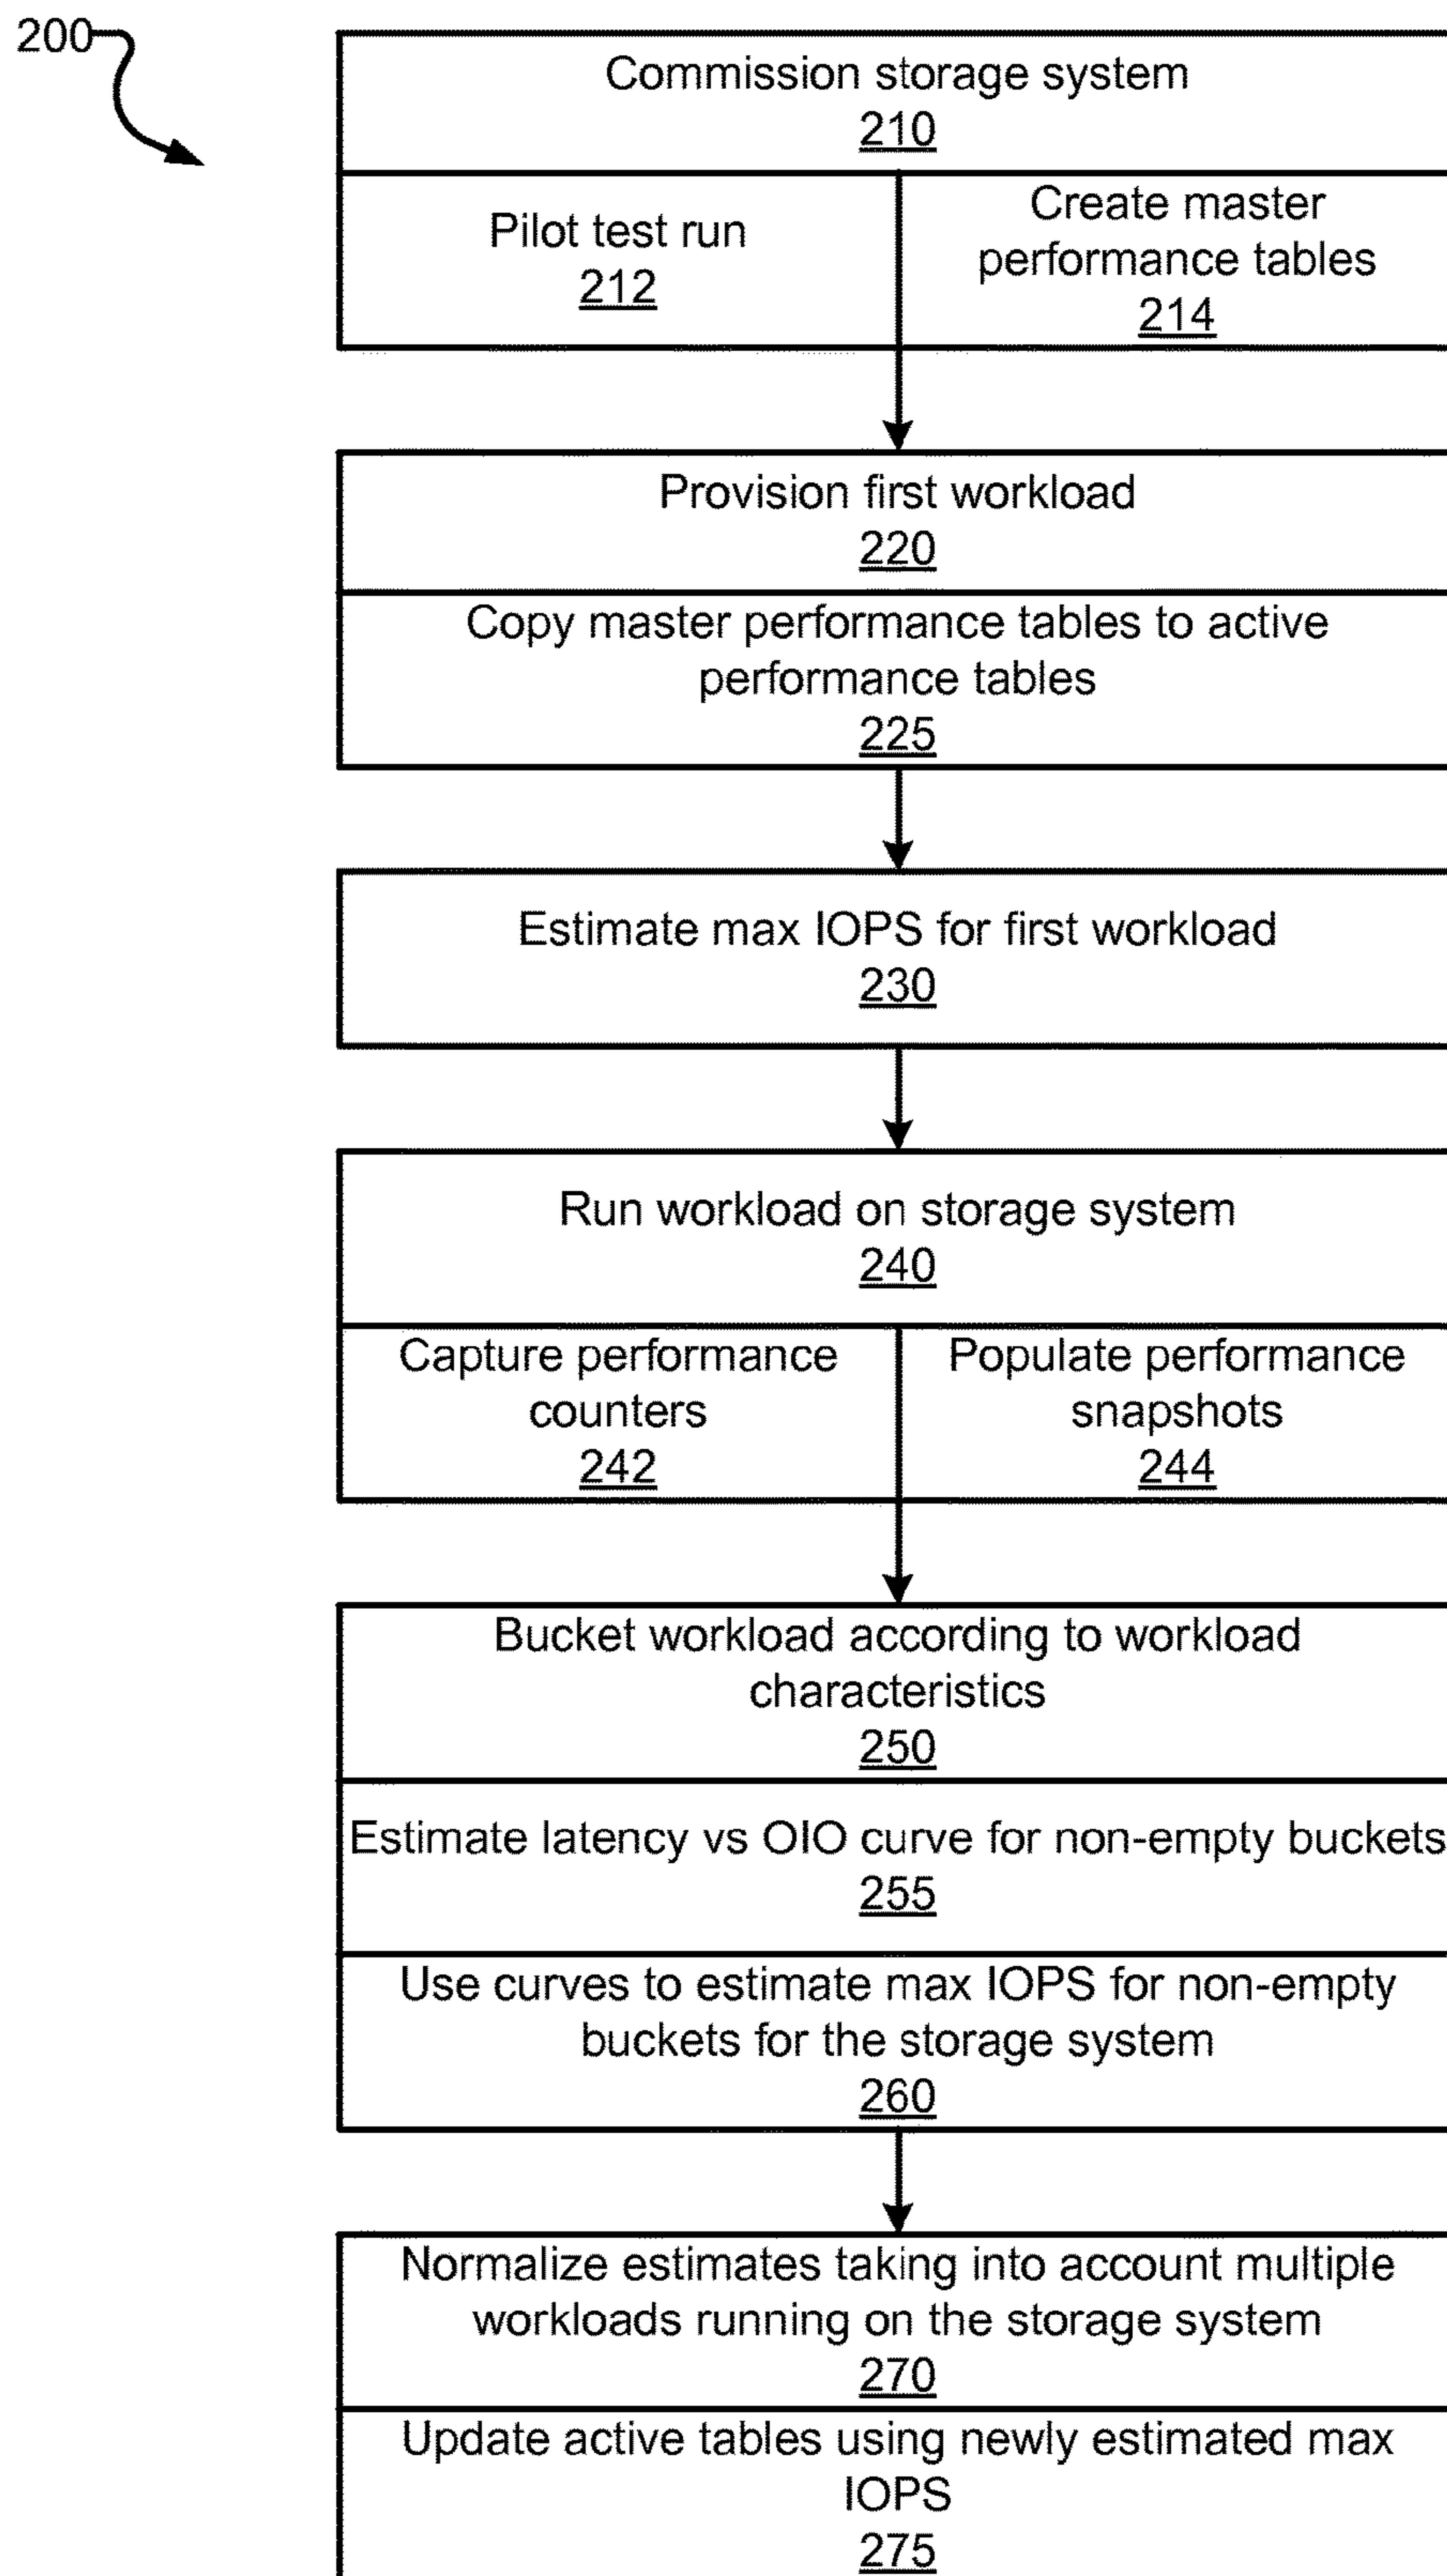 200
Commission storage system
210
Pilot test run
212
Create master
performance tables
214
Provision first workload
220
Copy master performance tables to active
performance tables
225
Estimate max IOPS for first workload
230
Run workload on storage system
240
Capture performance
counters
242
Populate performance
snapshots
244
Bucket workload according to workload
characteristics
250
Estimate latency vs OIO curve for non-empty buckets
255
Use curves to estimate max IOPS for non-empty
buckets for the storage system
260
Normalize estimates taking into account multiple
workloads running on the storage system
270
Update active tables using newly estimated max
IOPS
275